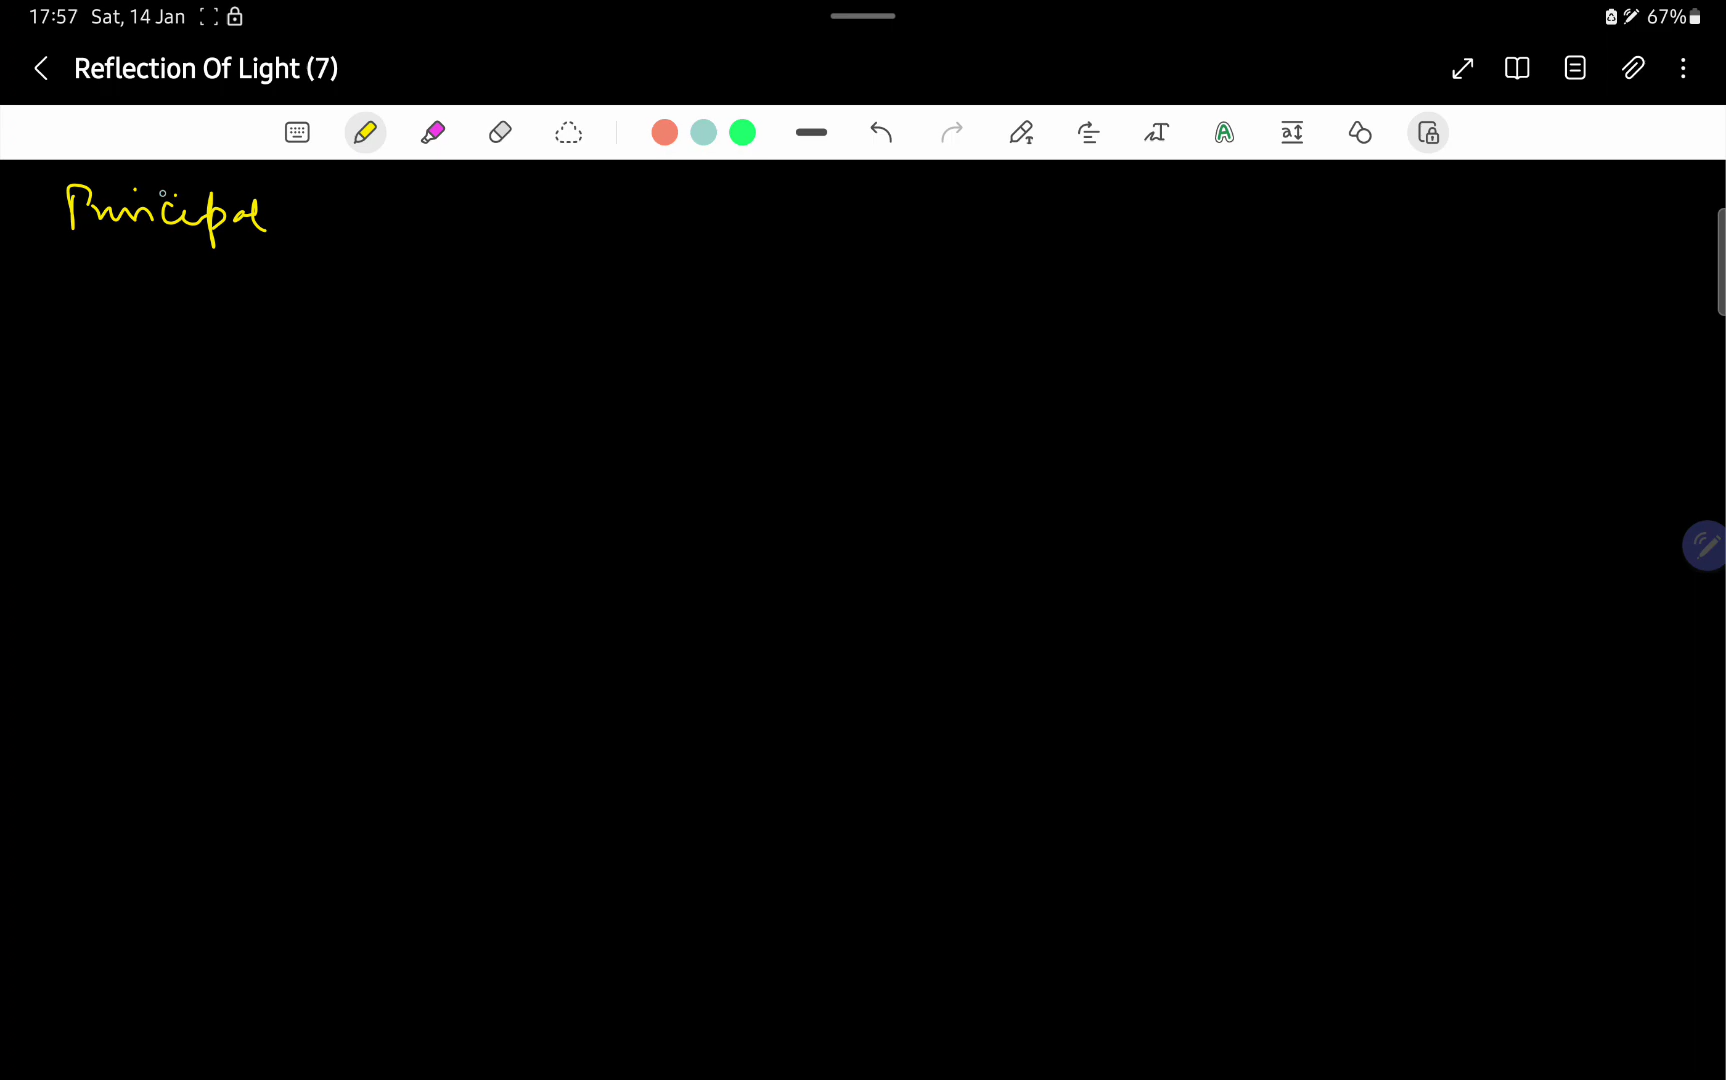 17:57 Sat, 14 Jan
67%
Reflection Of Light (7)
Principal